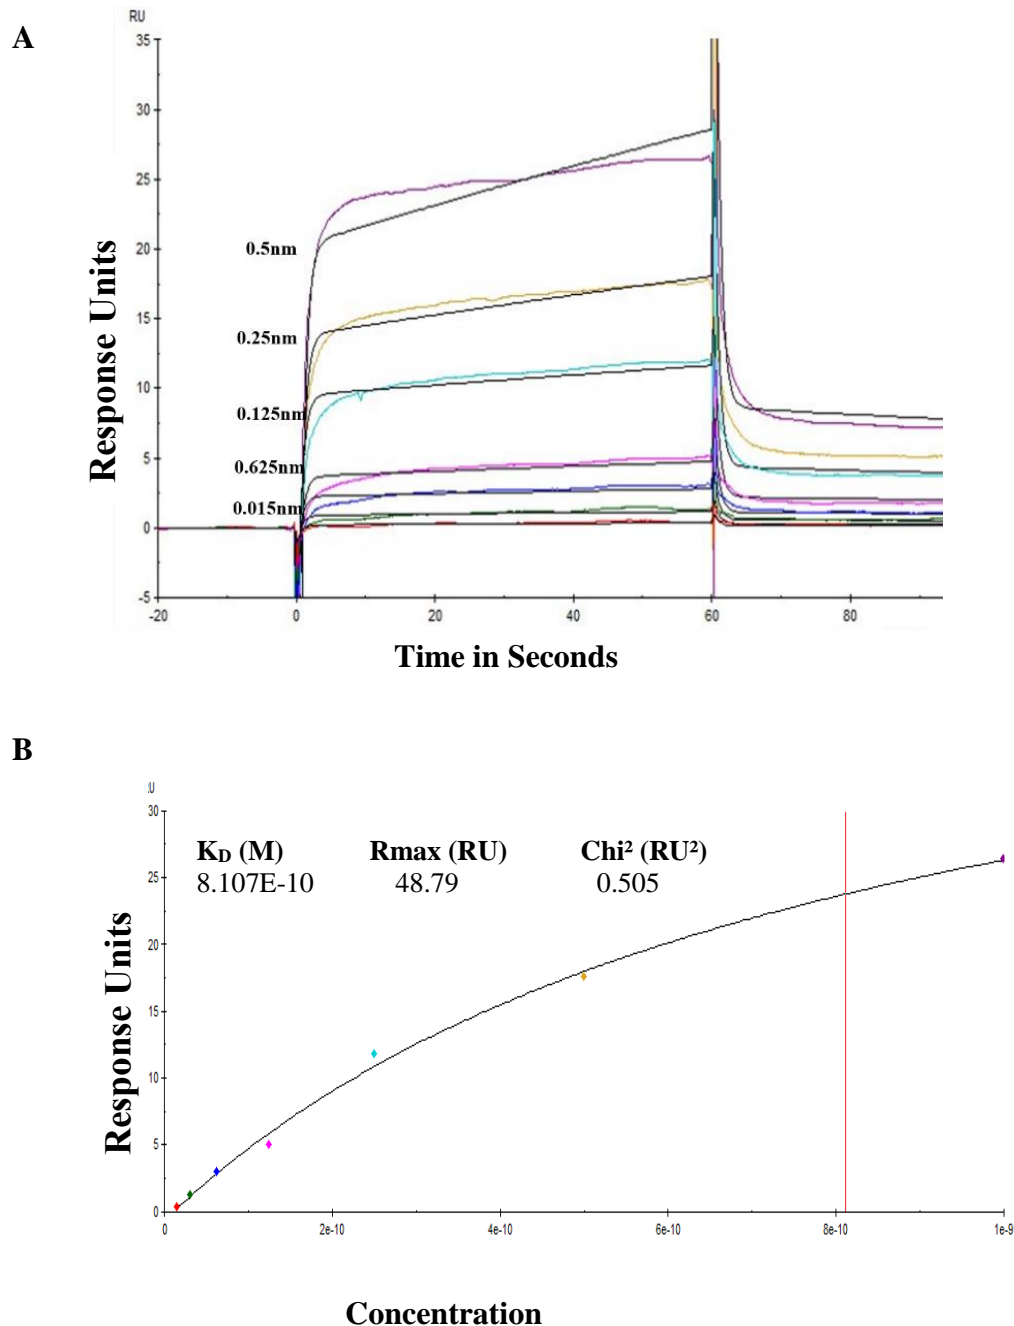 A
RU
35
30
25
20
15
10
5
0
-5
0.5nm
0.25nm
0.125nm
0.625nm
0.015nm
Response Units
-20 0 20 40 60 80
Time in Seconds
B
KD (M) Rmax (RU) Chi² (RU²)
8.107E-10 48.79 0.505
30
25
20
15
10
5
0
Response Units
0 2e-10 4e-10 6e-10 8e-10 1e-9
Concentration